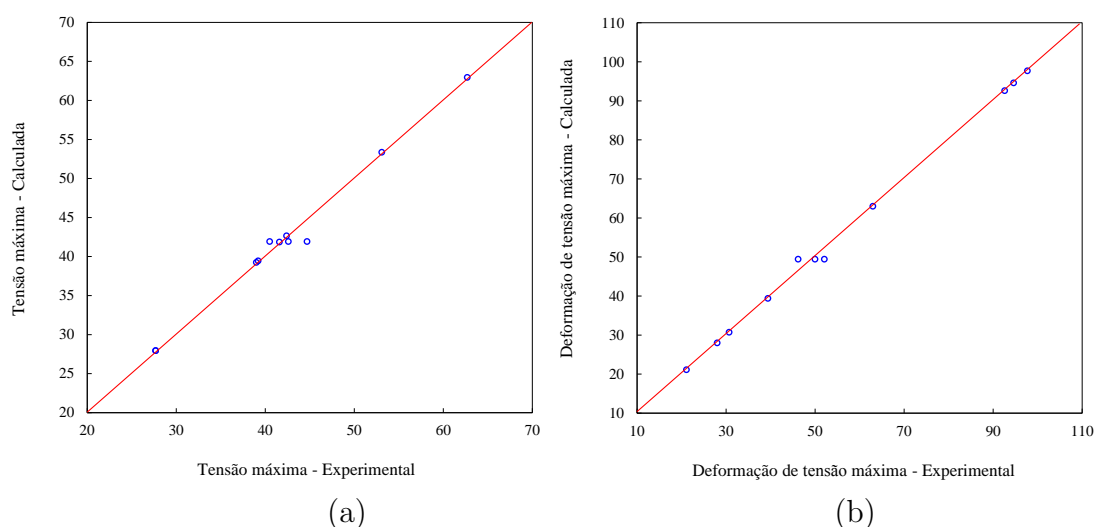 Tensão máxima - Calculada
70
65
60
55
50
45
40
35
30
25
20
20 30 40 50 60 70
Tensão máxima - Experimental
(a)
Deformação de tensão máxima - Calculada
110
100
90
80
70
60
50
40
30
20
10
10 30 50 70 90 110
Deformação de tensão máxima - Experimental
(b)